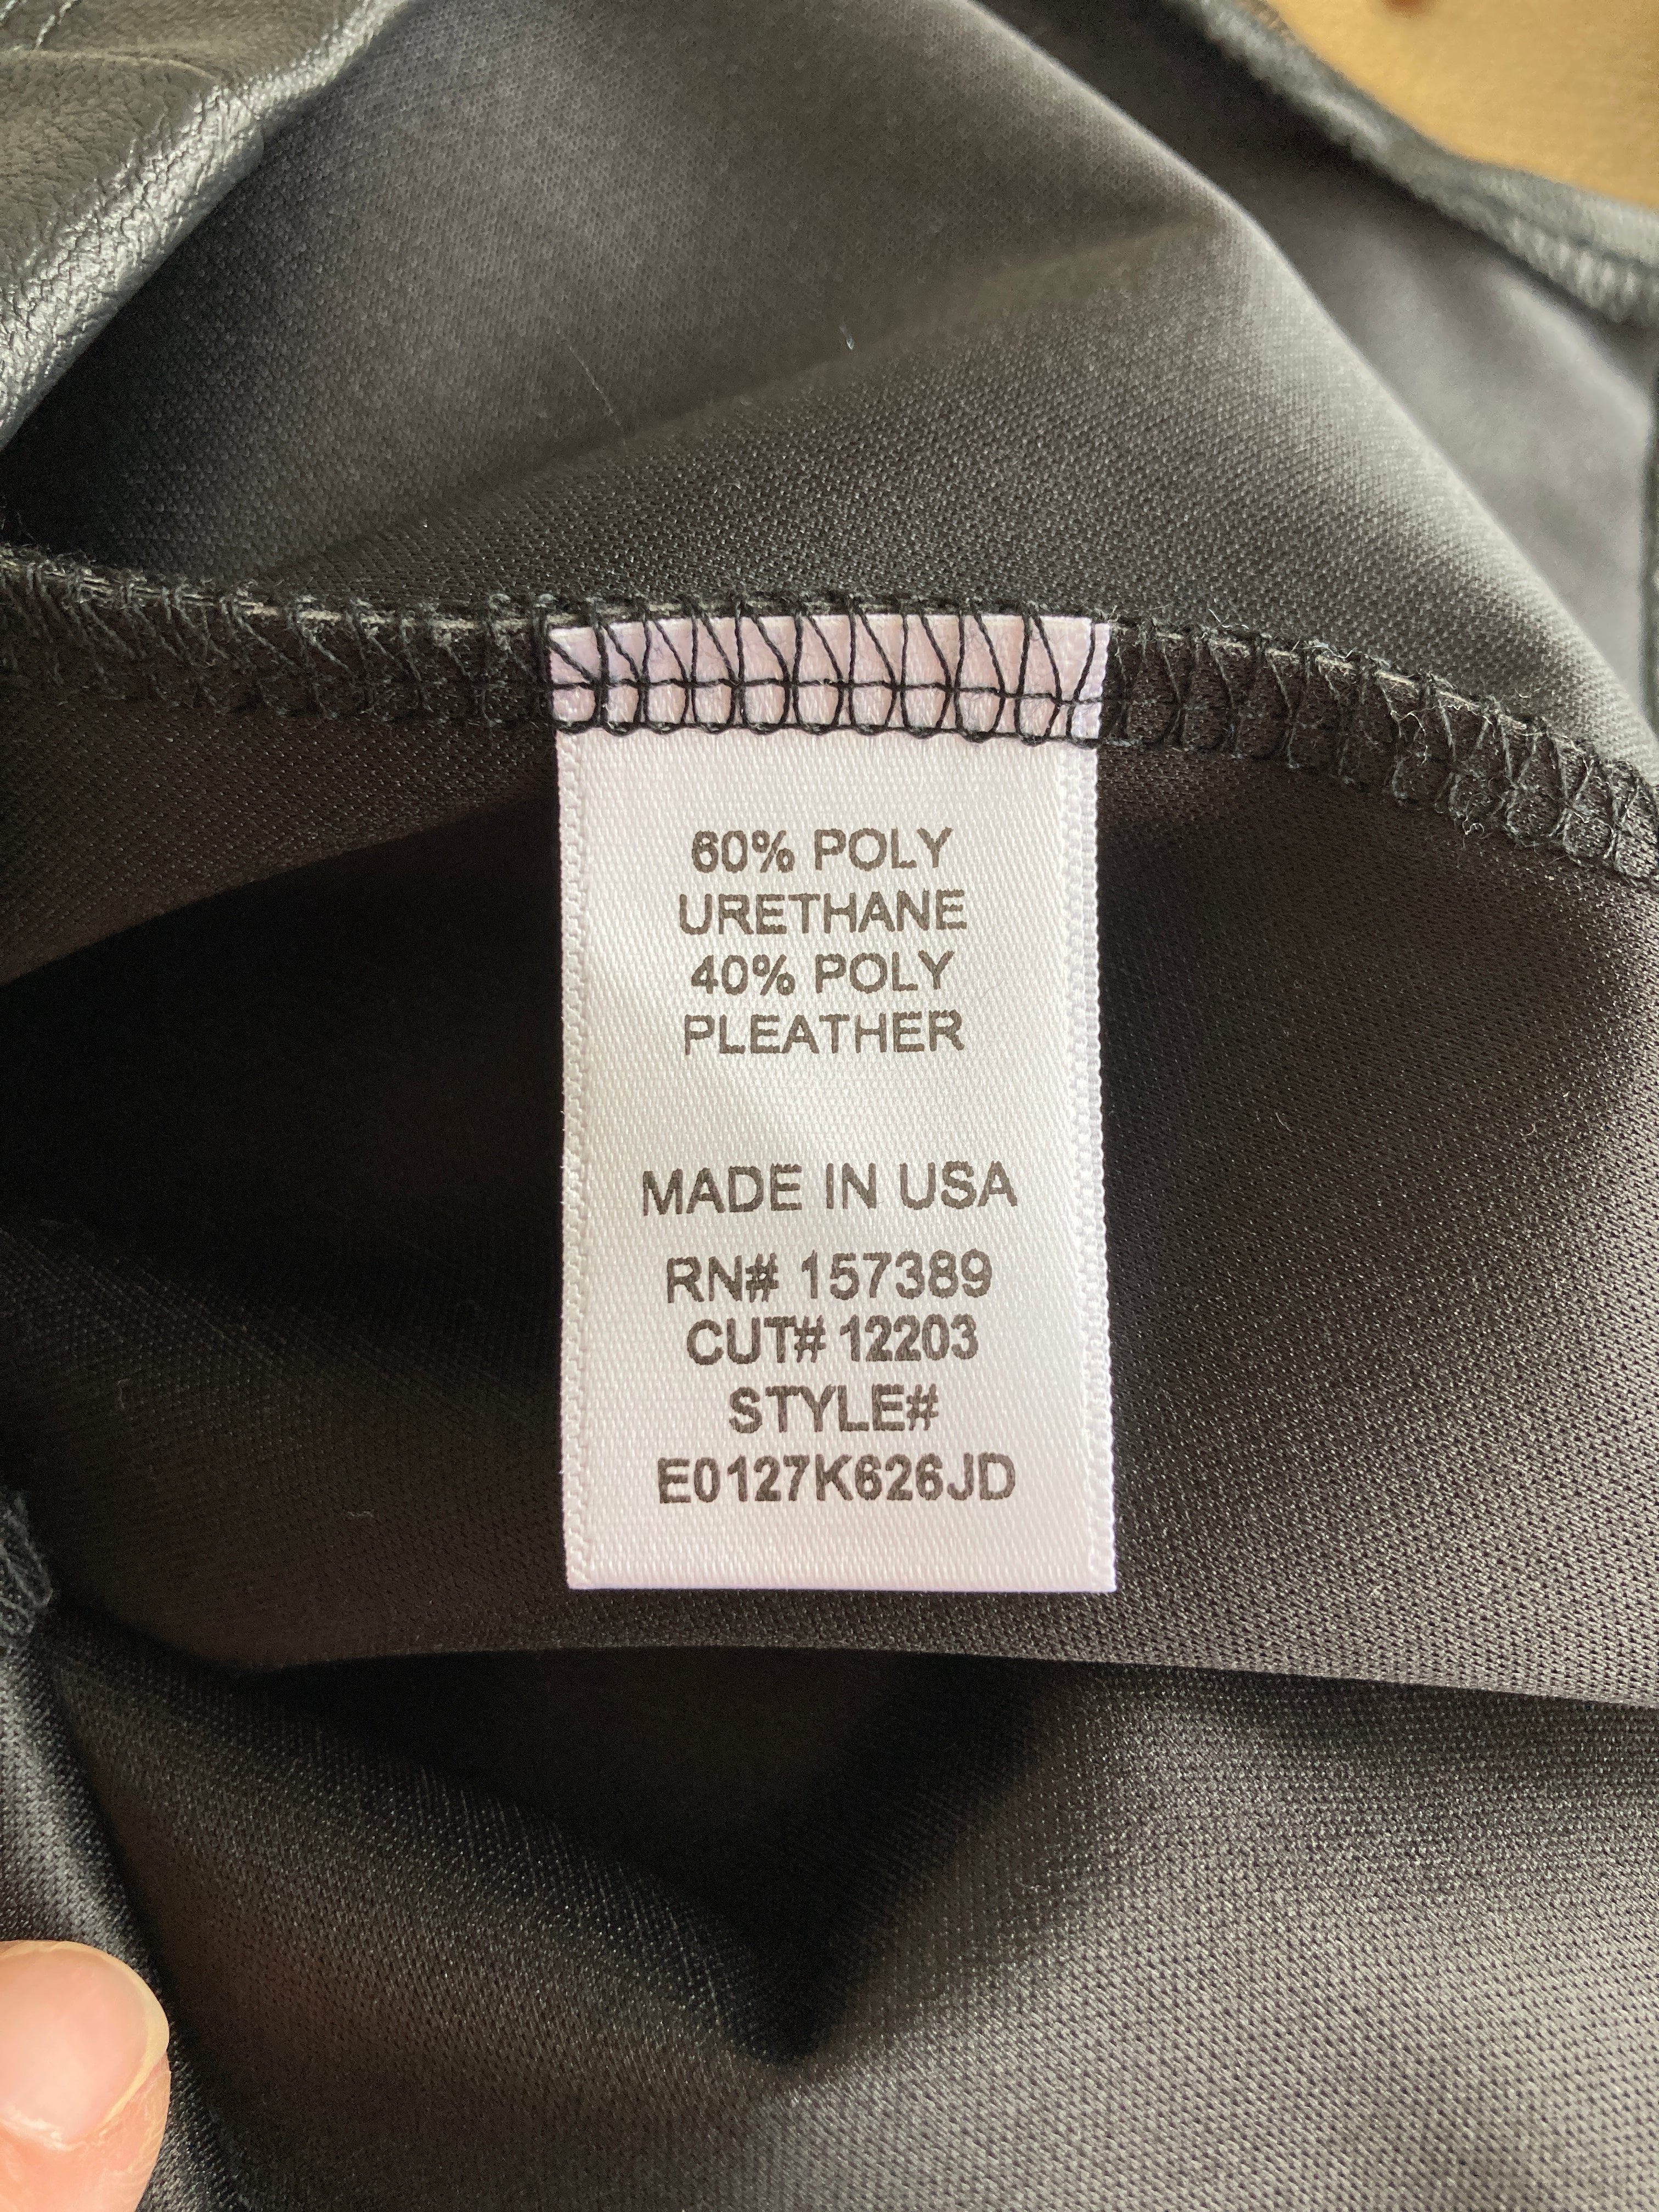 60% POLY
URETHANE
40% POLY
PLEATHER
MADE IN USA
RN# 157389
CUT# 12203
STYLE#
E0127K626JD